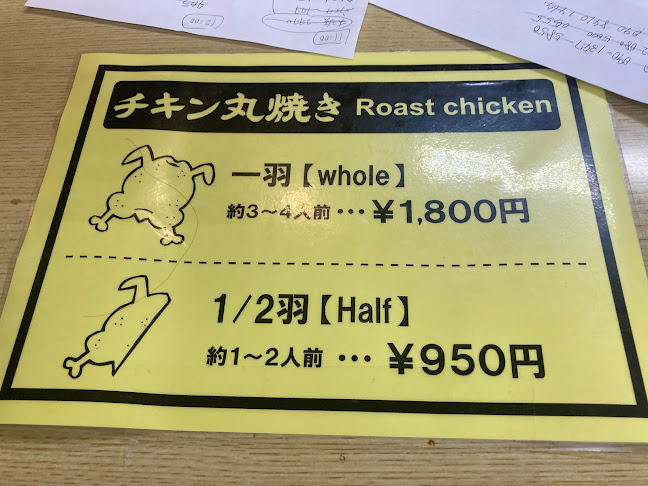 チキン丸焼き Roast chicken
一羽【whole】
約3〜4人前・・・¥1,800円
1/2羽【Half】
約1〜2人前 ・・・ ¥950円